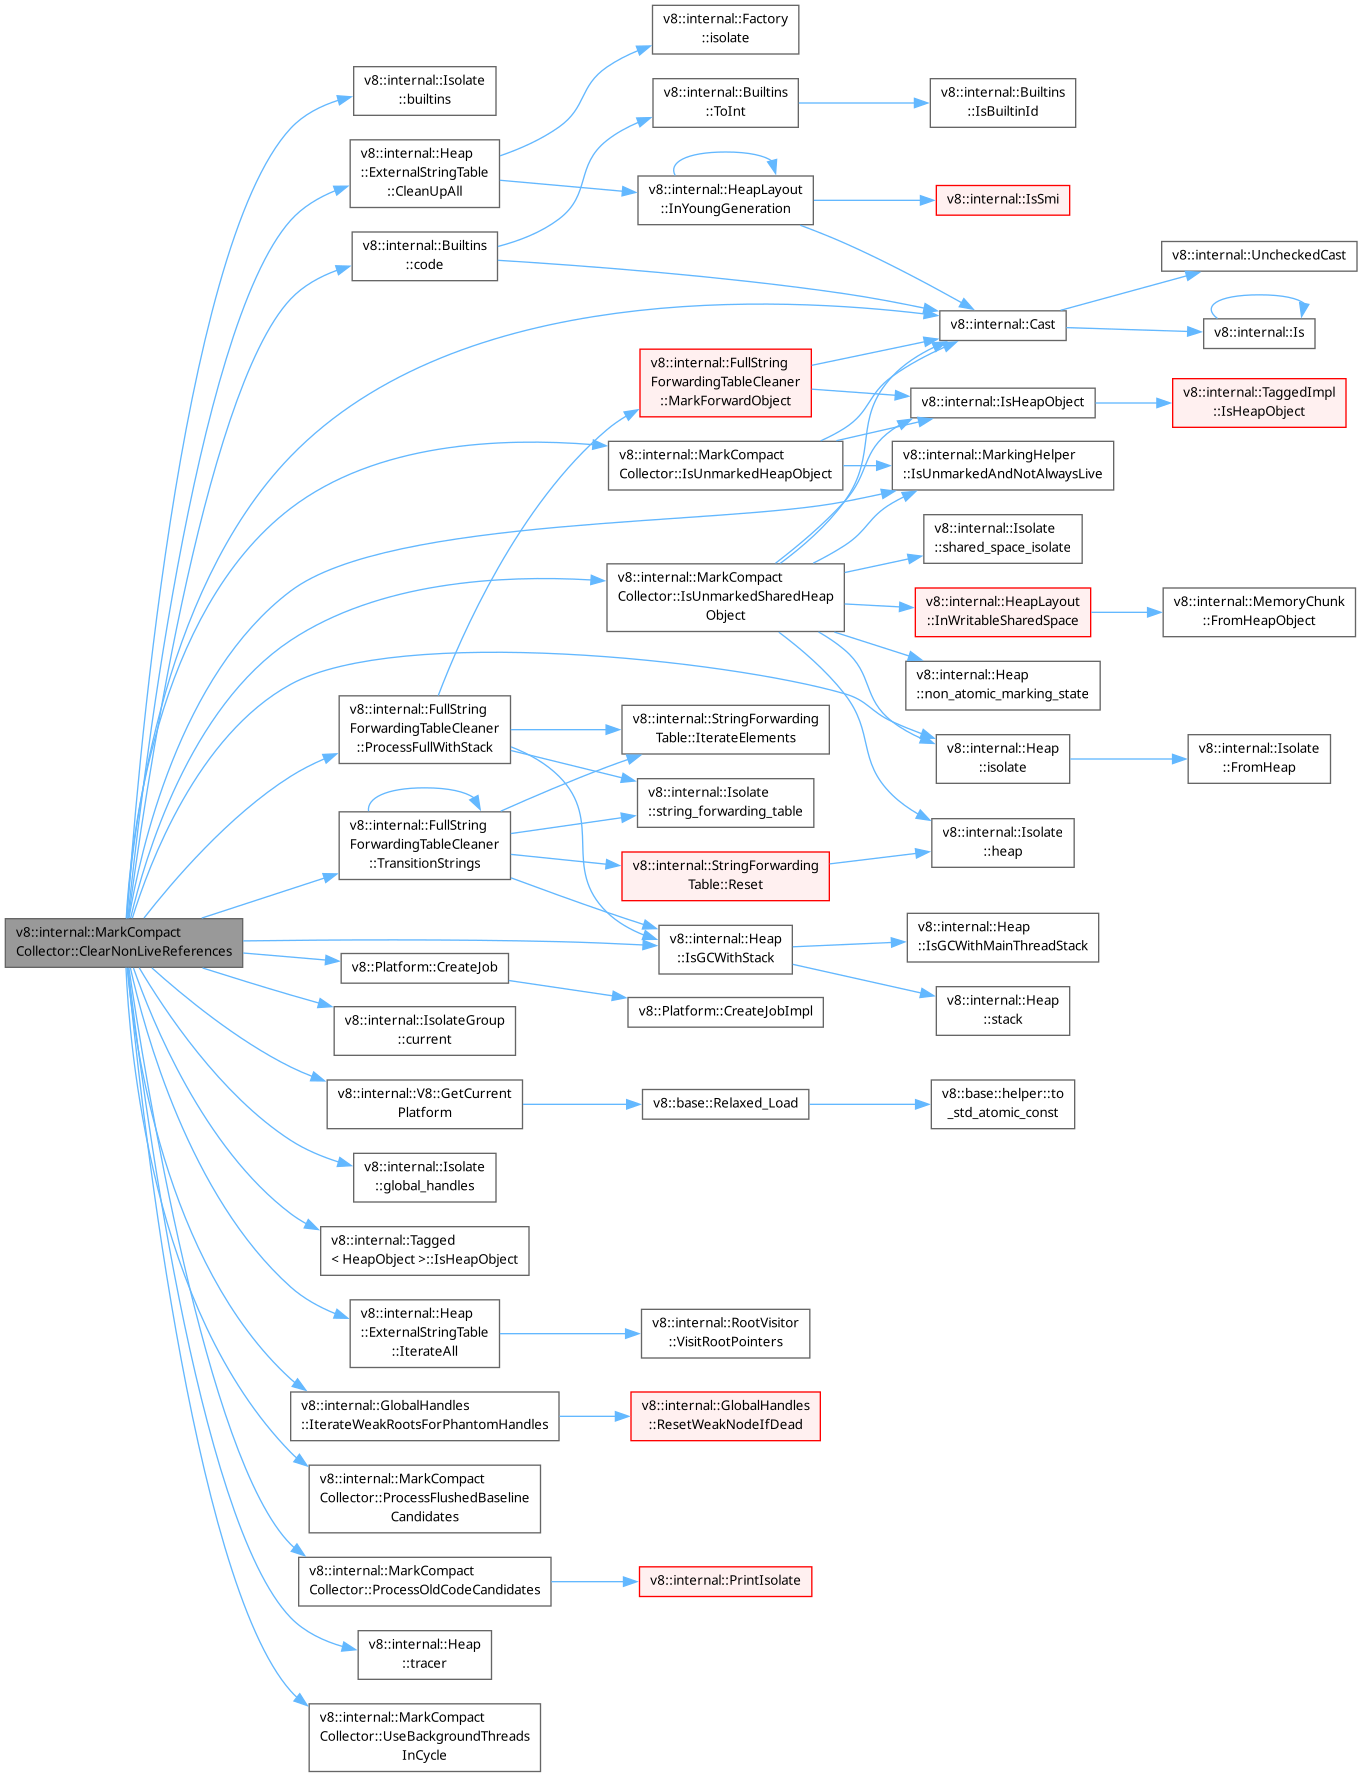 v8::internal::Factory
::isolate
v8::internal::Isolate
::builtins
v8::internal::Builtins
::ToInt
v8::internal::Builtins
::IsBuiltinId
v8::internal::Heap
::ExternalStringTable
::CleanUpAll
v8::internal::HeapLayout
::InYoungGeneration
v8::internal::IsSmi
v8::internal::Builtins
::code
v8::internal::UncheckedCast
v8::internal::Cast
v8::internal::Is
v8::internal::FullString
ForwardingTableCleaner
::MarkForwardObject
v8::internal::IsHeapObject
v8::internal::TaggedImpl
::IsHeapObject
v8::internal::MarkCompact
Collector::IsUnmarkedHeapObject
v8::internal::MarkingHelper
::IsUnmarkedAndNotAlwaysLive
v8::internal::Isolate
::shared_space_isolate
v8::internal::MarkCompact
Collector::IsUnmarkedSharedHeap
Object
v8::internal::HeapLayout
::InWritableSharedSpace
v8::internal::MemoryChunk
::FromHeapObject
v8::internal::Heap
::non_atomic_marking_state
v8::internal::FullString
ForwardingTableCleaner
::ProcessFullWithStack
v8::internal::StringForwarding
Table::IterateElements
v8::internal::Heap
::isolate
v8::internal::Isolate
::FromHeap
v8::internal::Isolate
::string_forwarding_table
v8::internal::FullString
ForwardingTableCleaner
::TransitionStrings
v8::internal::Isolate
::heap
v8::internal::StringForwarding
Table::Reset
v8::internal::MarkCompact
Collector::ClearNonLiveReferences
v8::internal::Heap
::IsGCWithStack
v8::internal::Heap
::IsGCWithMainThreadStack
v8::Platform::CreateJob
v8::internal::Heap
::stack
v8::Platform::CreateJobImpl
v8::internal::IsolateGroup
::current
v8::internal::V8::GetCurrent
Platform
v8::base::Relaxed_Load
v8::base::helper::to
_std_atomic_const
v8::internal::Isolate
::global_handles
v8::internal::Tagged
< HeapObject >::IsHeapObject
v8::internal::Heap
::ExternalStringTable
::IterateAll
v8::internal::RootVisitor
::VisitRootPointers
v8::internal::GlobalHandles
::IterateWeakRootsForPhantomHandles
v8::internal::GlobalHandles
::ResetWeakNodeIfDead
v8::internal::MarkCompact
Collector::ProcessFlushedBaseline
Candidates
v8::internal::MarkCompact
Collector::ProcessOldCodeCandidates
v8::internal::PrintIsolate
v8::internal::Heap
::tracer
v8::internal::MarkCompact
Collector::UseBackgroundThreads
InCycle